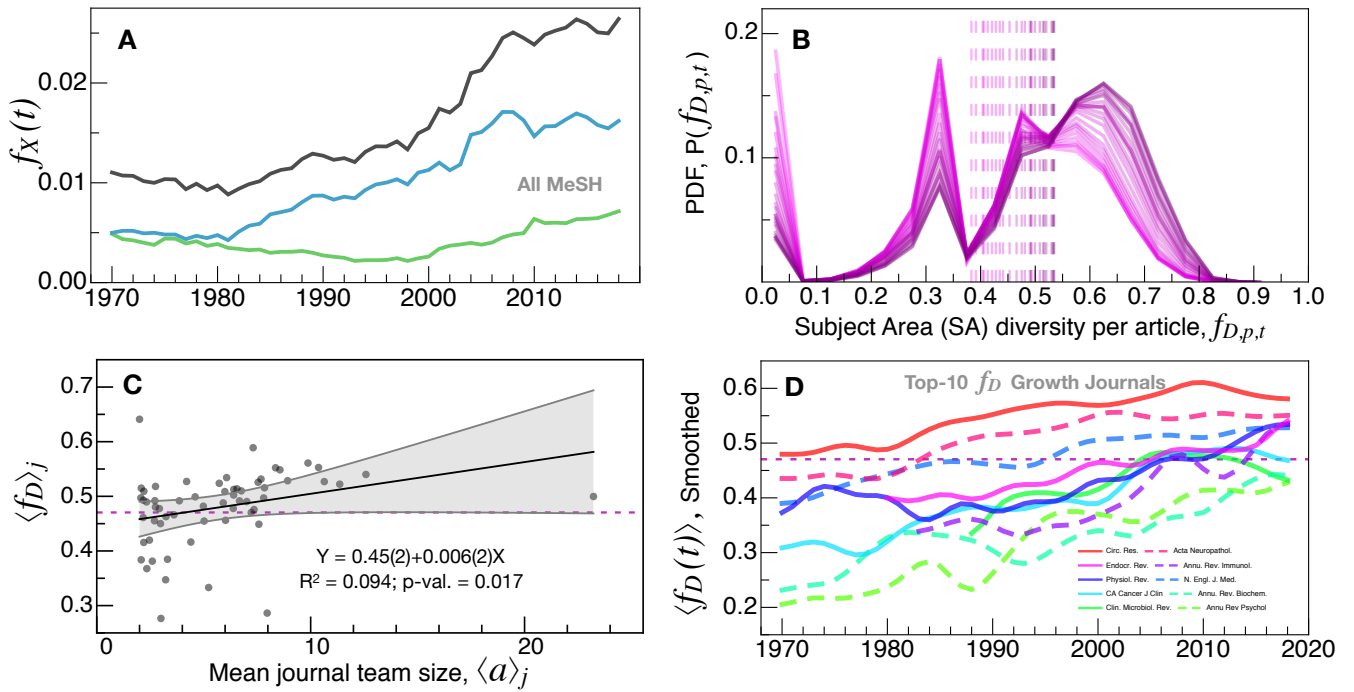 A
f_X(t)
0.02
0.01
0.00
All MeSH
1970 1980 1990 2000 2010
B
PDF, P(f_{D,p,t})
0.2
0.1
0.0 0.1 0.2 0.3 0.4 0.5 0.6 0.7 0.8 0.9 1.0
Subject Area (SA) diversity per article, f_{D,p,t}
C
⟨f_D⟩_j
0.7
0.6
0.5
0.4
0.3
Y = 0.45(2)+0.006(2)X
R² = 0.094; p-val. = 0.017
0 10 20
Mean journal team size, ⟨a⟩_j
D
Top-10 f_D Growth Journals
⟨f_D(t)⟩, Smoothed
0.6
0.5
0.4
0.3
0.2
Circ. Res. Acta Neuropathol.
Endocr. Rev. Annu. Rev. Immunol.
Physiol. Rev. N. Engl. J. Med.
CA Cancer J Clin Annu. Rev. Biochem.
Clin. Microbiol. Rev. Annu Rev Psychol
1970 1980 1990 2000 2010 2020